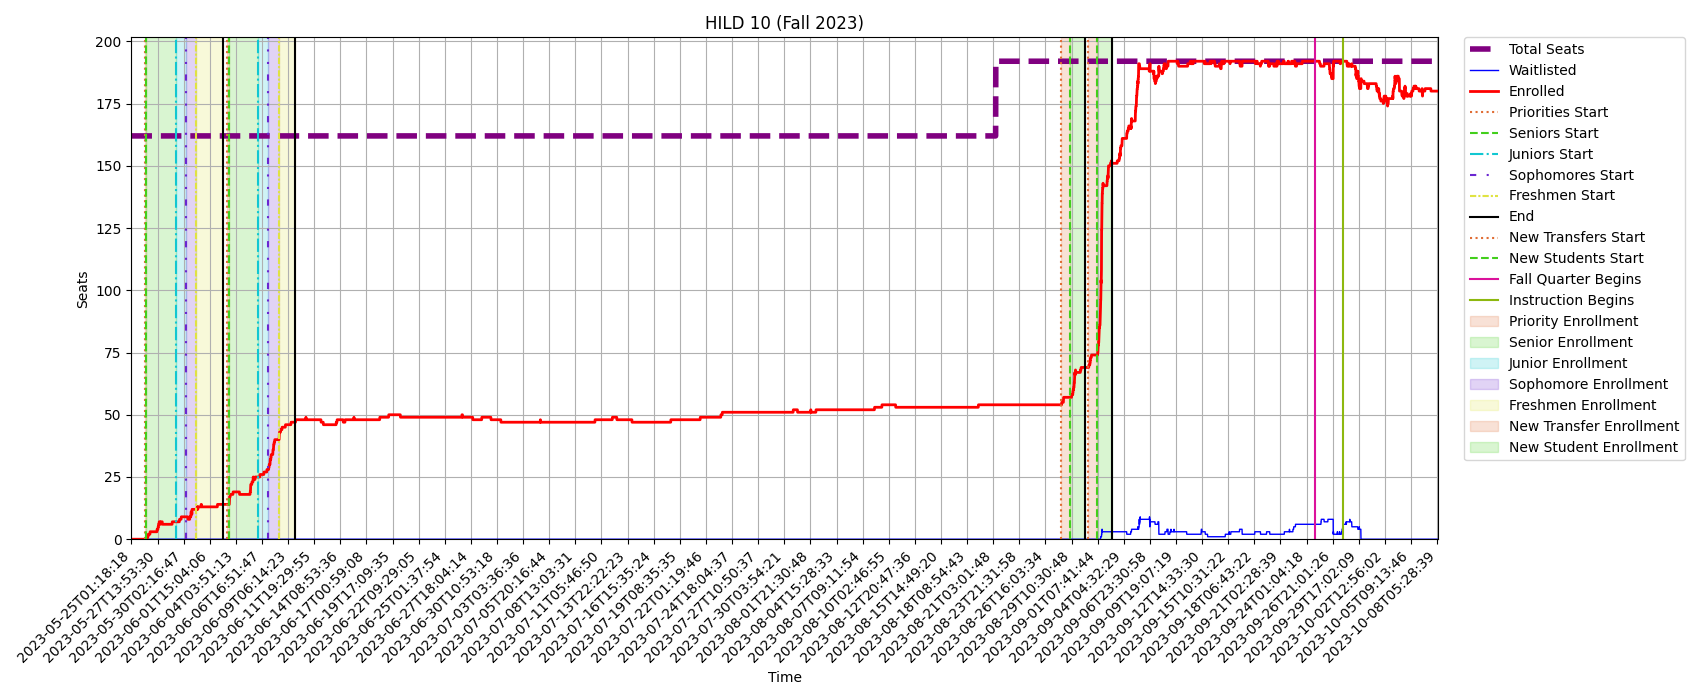 HILD 10 (Fall 2023)
Seats
200
175
150
125
100
75
50
25
0
2023-05-25T01:18:18
2023-05-27T13:53:30
2023-05-30T02:16:47
2023-06-01T15:04:06
2023-06-04T03:51:13
2023-06-06T16:51:47
2023-06-09T06:14:23
2023-06-11T19:29:55
2023-06-14T08:53:36
2023-06-17T00:59:08
2023-06-19T17:09:35
2023-06-22T09:29:05
2023-06-25T01:37:54
2023-06-27T18:04:14
2023-06-30T10:53:18
2023-07-03T03:36:36
2023-07-05T20:16:44
2023-07-08T13:03:31
2023-07-11T05:46:50
2023-07-13T22:22:23
2023-07-16T15:35:24
2023-07-19T08:35:35
2023-07-22T01:19:46
2023-07-24T18:04:37
2023-07-27T10:50:37
2023-07-30T03:54:21
2023-08-01T21:30:48
2023-08-04T15:28:33
2023-08-07T09:11:54
2023-08-10T02:46:55
2023-08-12T20:47:36
2023-08-15T14:49:20
2023-08-18T08:54:43
2023-08-21T03:01:48
2023-08-23T21:31:58
2023-08-26T16:03:34
2023-08-29T10:30:48
2023-09-01T07:41:44
2023-09-04T04:32:29
2023-09-06T23:30:58
2023-09-09T19:07:19
2023-09-12T14:33:30
2023-09-15T10:31:22
2023-09-18T06:43:22
2023-09-21T02:28:39
2023-09-24T01:04:18
2023-09-26T21:01:26
2023-09-29T17:02:09
2023-10-02T12:56:02
2023-10-05T09:13:46
2023-10-08T05:28:39
Time
Total Seats
Waitlisted
Enrolled
Priorities Start
Seniors Start
Juniors Start
Sophomores Start
Freshmen Start
End
New Transfers Start
New Students Start
Fall Quarter Begins
Instruction Begins
Priority Enrollment
Senior Enrollment
Junior Enrollment
Sophomore Enrollment
Freshmen Enrollment
New Transfer Enrollment
New Student Enrollment